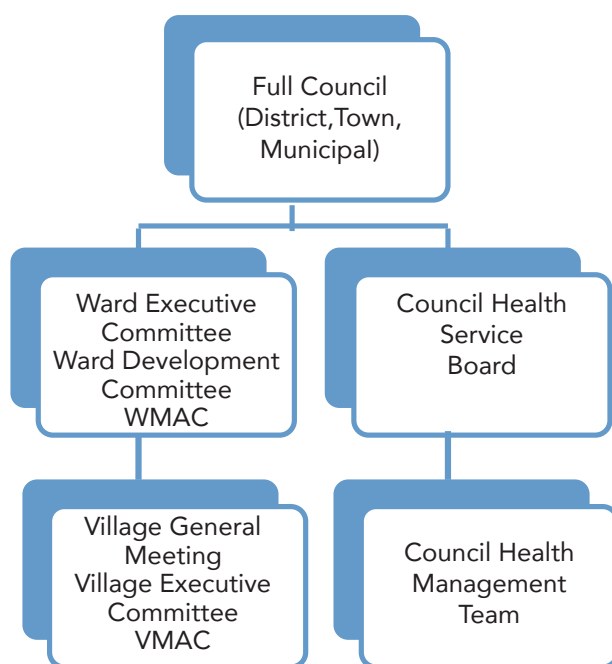 Full Council
(District,Town,
Municipal)
Ward Executive
Committee
Ward Development
Committee
WMAC
Council Health
Service
Board
Village General
Meeting
Village Executive
Committee
VMAC
Council Health
Management
Team